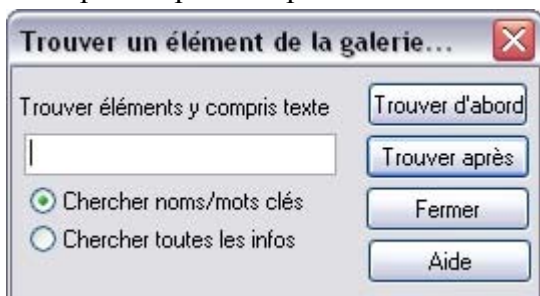 Trouver un élément de la galerie...
Trouver éléments y compris texte
Trouver d'abord
Trouver après
Chercher noms/mots clés
Fermer
Chercher toutes les infos
Aide